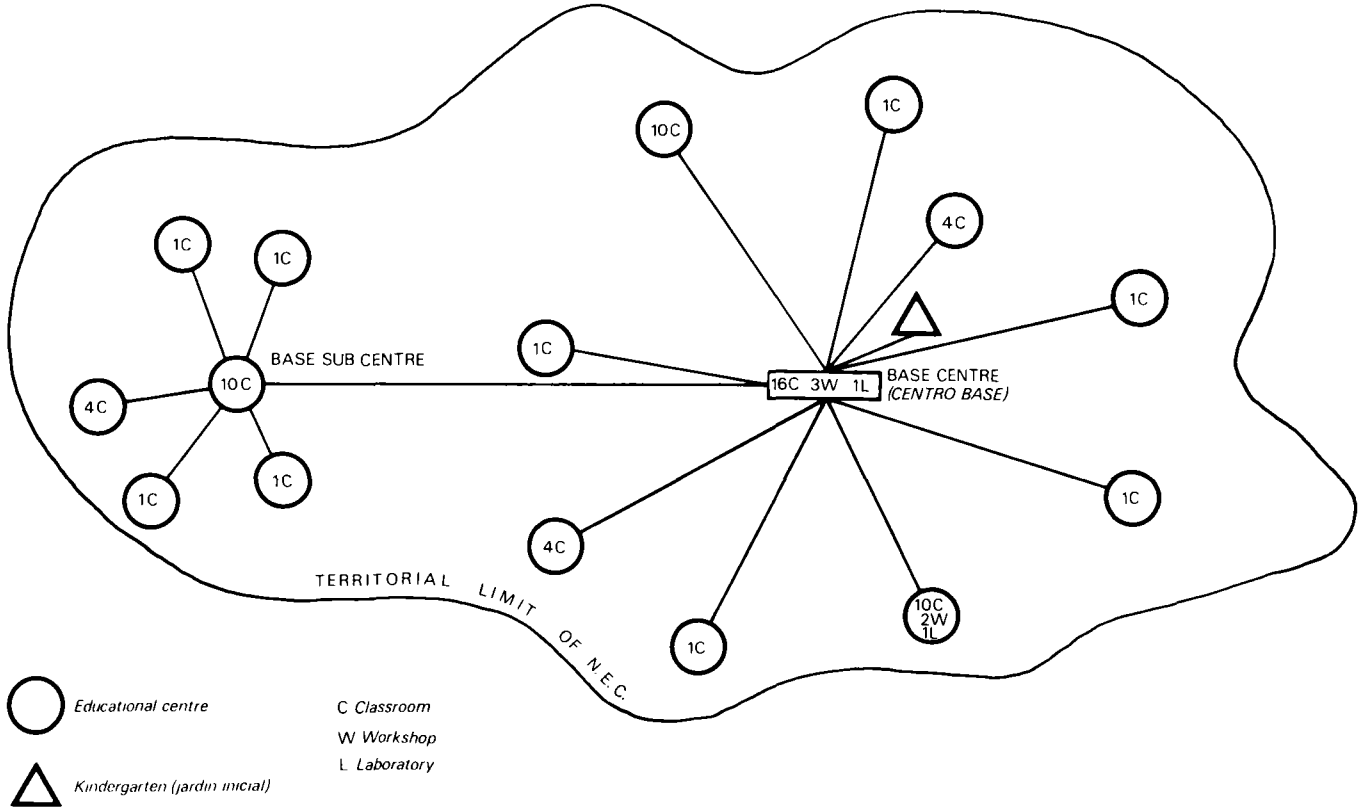 1C
10C
4C
1C
1C
1C
1C
BASE SUB CENTRE
10C
16C 3W 1L
BASE CENTRE
(CENTRO BASE)
4C
1C
1C
1C
4C
10C
2W
1L
1C
TERRITORIAL LIMIT OF N.E.C.
Educational centre
C Classroom
W Workshop
L Laboratory
Kindergarten (jardin inicial)